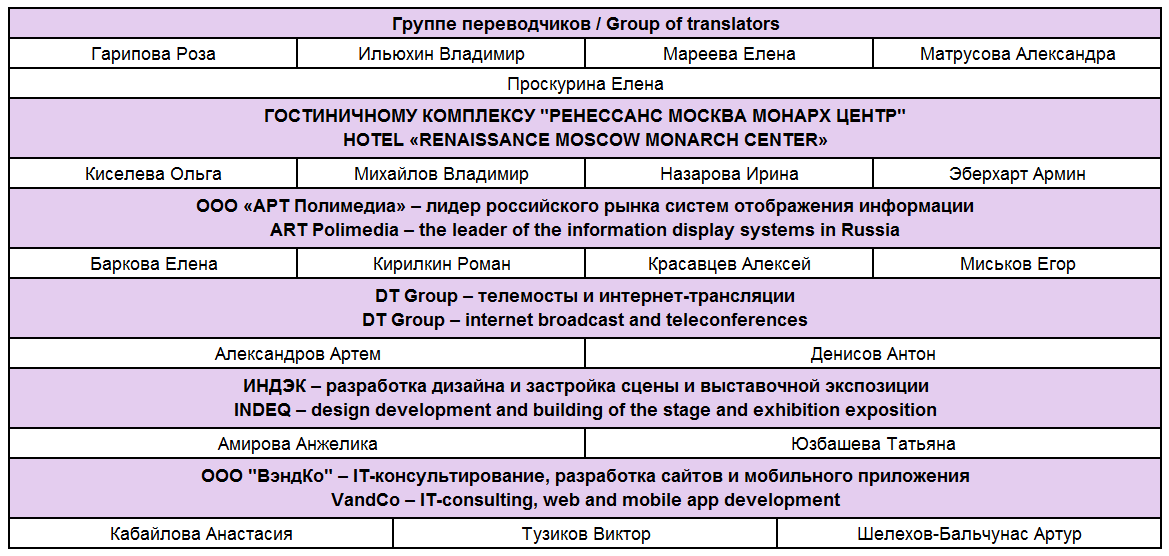 Группе переводчиков / Group of translators
Гарипова Роза Ильюхин Владимир Мареева Елена Матрусова Александра
Проскурина Елена
ГОСТИНИЧНОМУ КОМПЛЕКСУ "РЕНЕССАНС МОСКВА МОНАРХ ЦЕНТР"
HOTEL «RENAISSANCE MOSCOW MONARCH CENTER»
Киселева Ольга Михайлов Владимир Назарова Ирина Эберхарт Армин
ООО «АРТ Полимедиа» – лидер российского рынка систем отображения информации
ART Polimedia – the leader of the information display systems in Russia
Баркова Елена Кирилкин Роман Красавцев Алексей Миськов Егор
DT Group – телемосты и интернет-трансляции
DT Group – internet broadcast and teleconferences
Александров Артем Денисов Антон
ИНДЭК – разработка дизайна и застройка сцены и выставочной экспозиции
INDEQ – design development and building of the stage and exhibition exposition
Амирова Анжелика Юзбашева Татьяна
ООО "ВэндКо" – IT-консультирование, разработка сайтов и мобильного приложения
VandCo – IT-consulting, web and mobile app development
Кабайлова Анастасия Тузиков Виктор Шелехов-Бальчунас Артур